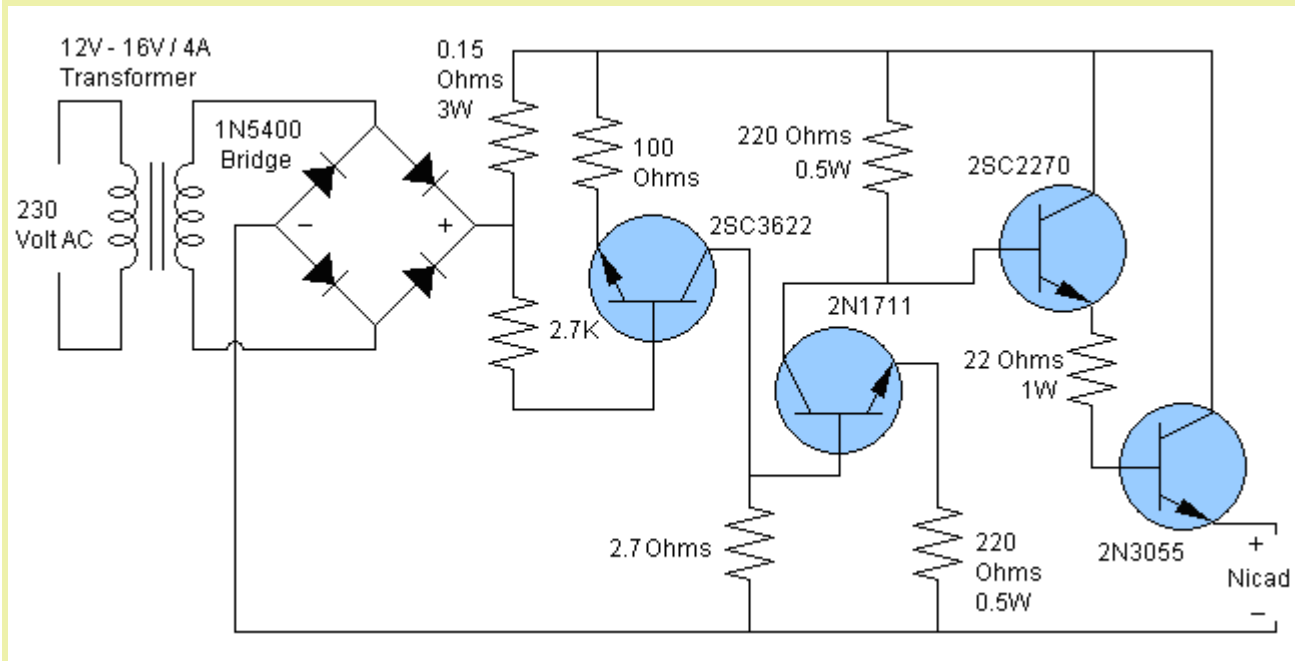 12V - 16V / 4A
Transformer
230
Volt AC
1N5400
Bridge
−
+
0.15
Ohms
3W
100
Ohms
2.7K
2SC3622
220 Ohms
0.5W
2SC2270
2N1711
22 Ohms
1W
2.7 Ohms
220
Ohms
0.5W
2N3055
+
Nicad
−